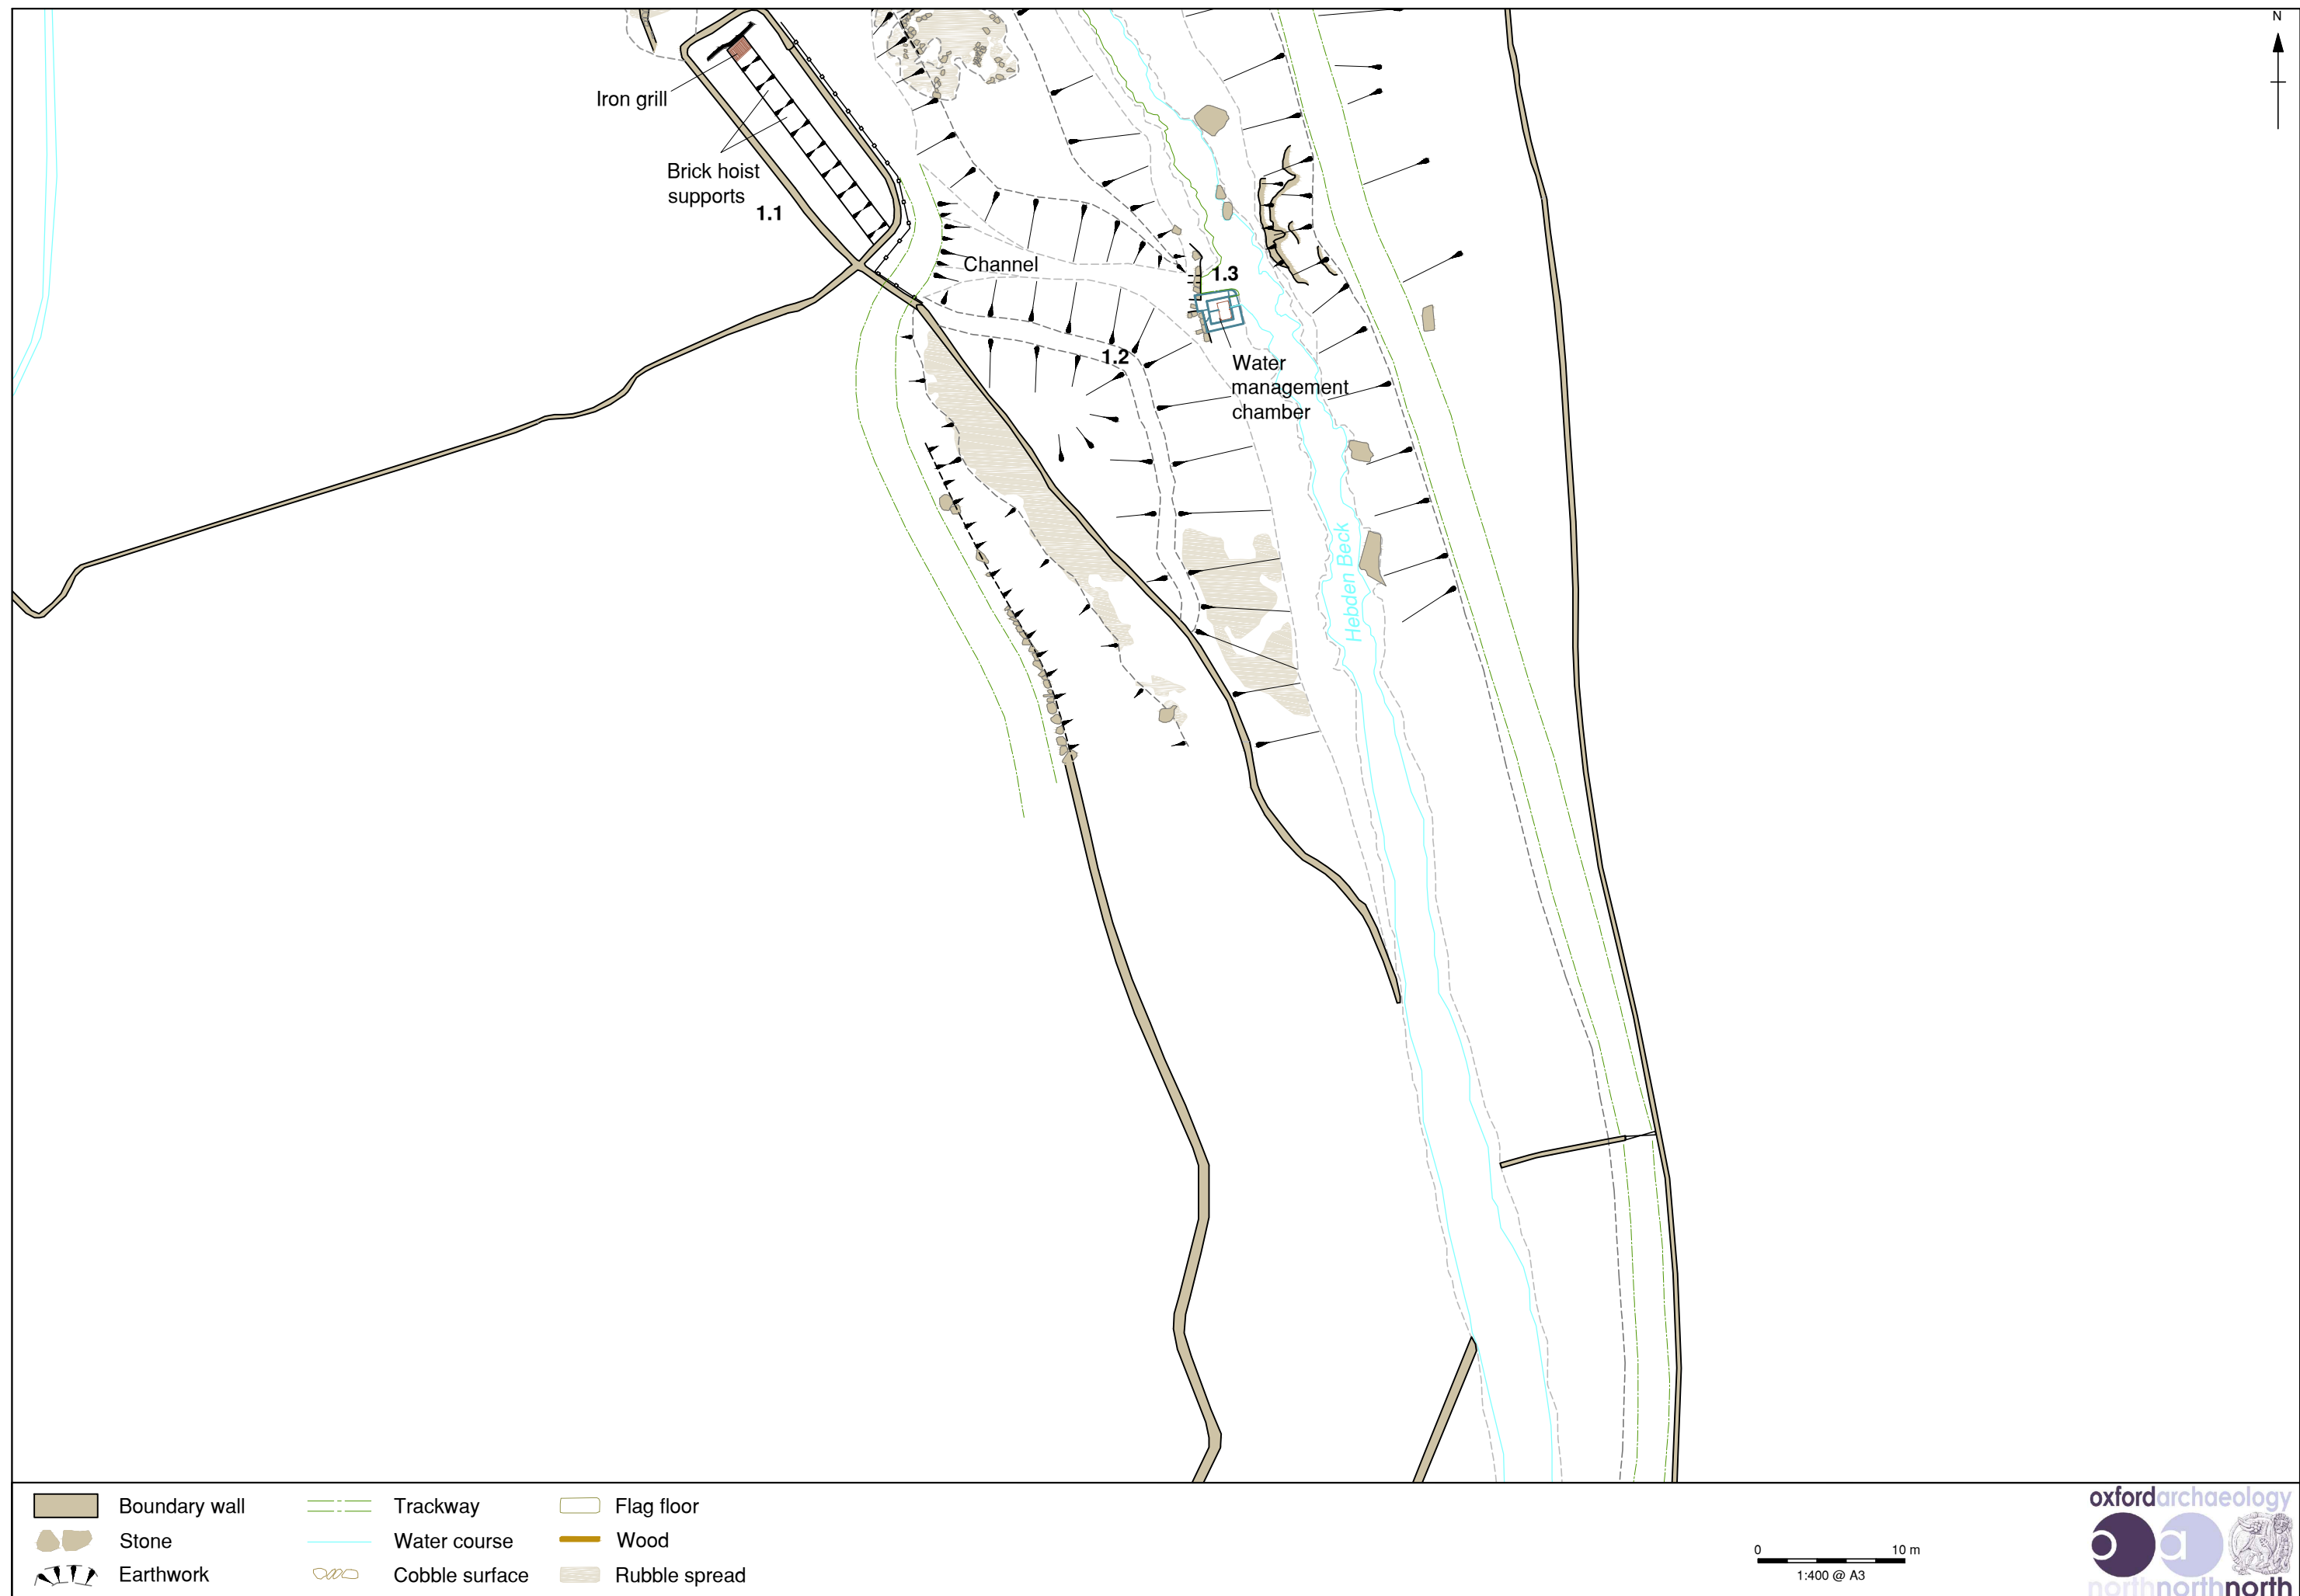 N
Iron grill
Brick hoist
supports
1.1
Channel
1.3
1.2
Water
management
chamber
Hebden Beck
Boundary wall
Stone
Earthwork
Trackway
Water course
Cobble surface
Flag floor
Wood
Rubble spread
0 10 m
1:400 @ A3
oxfordarchaeology
oa
northnorthnorth